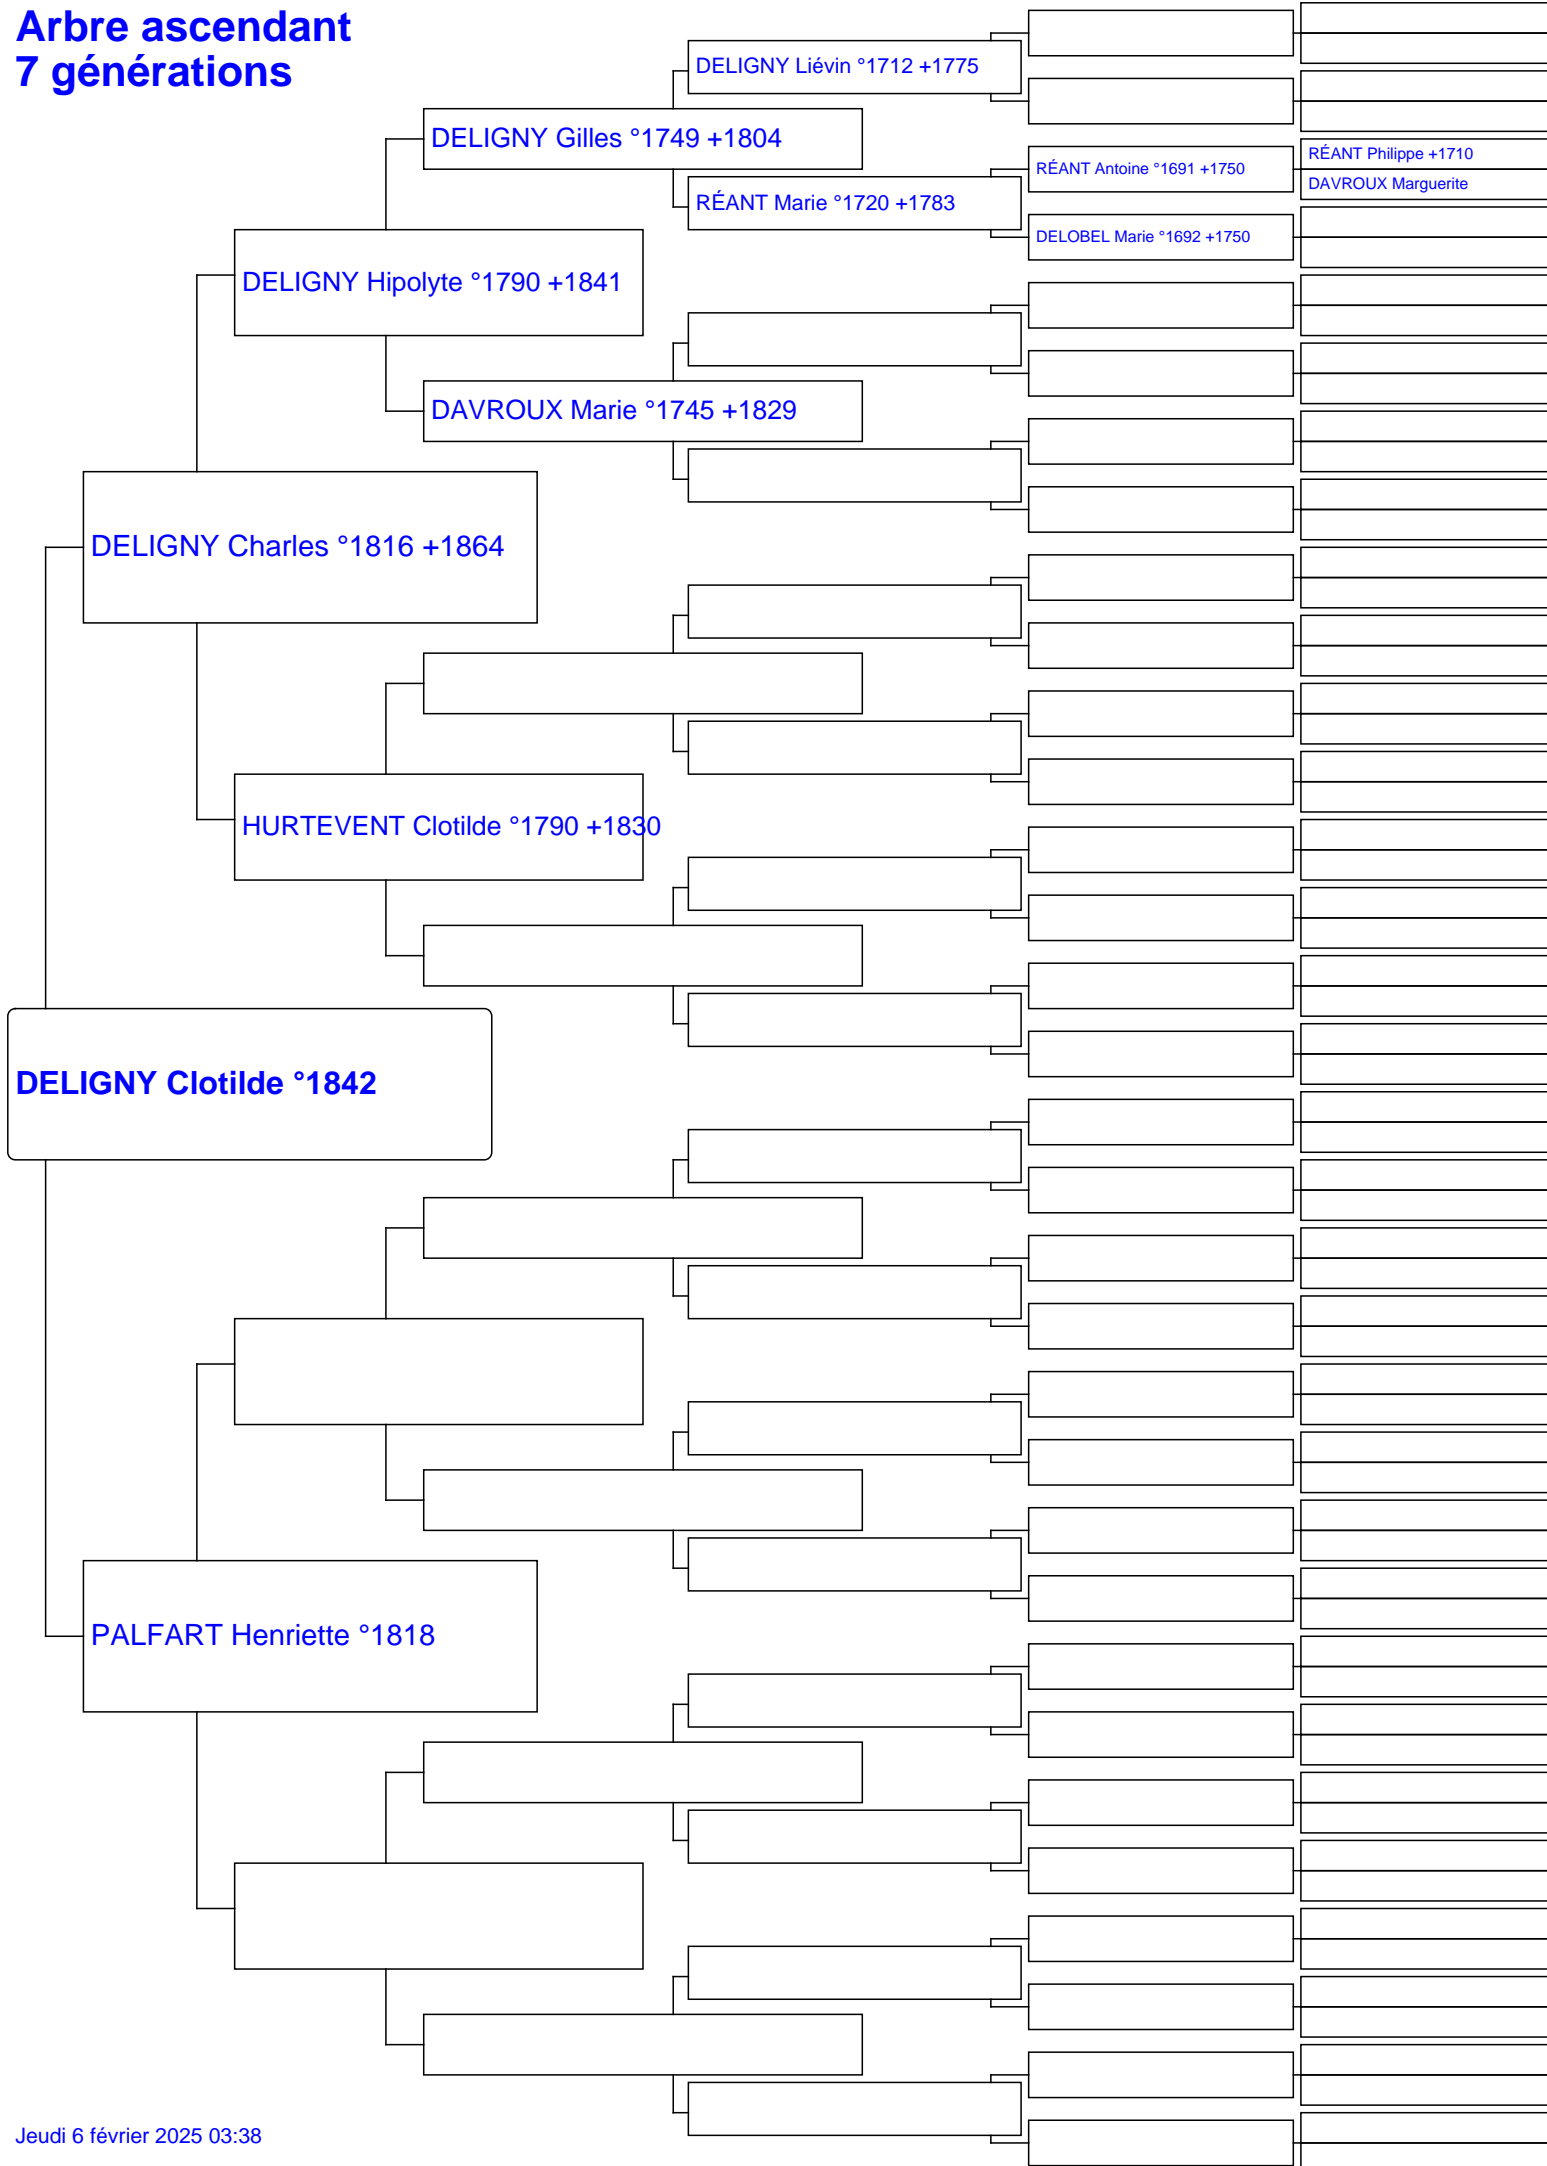 Arbre ascendant
7 générations
DELIGNY Liévin °1712 +1775
DELIGNY Gilles °1749 +1804
RÉANT Philippe +1710
RÉANT Antoine °1691 +1750
DAVROUX Marguerite
RÉANT Marie °1720 +1783
DELOBEL Marie °1692 +1750
DELIGNY Hipolyte °1790 +1841
DAVROUX Marie °1745 +1829
DELIGNY Charles °1816 +1864
HURTEVENT Clotilde °1790 +1830
DELIGNY Clotilde °1842
PALFART Henriette °1818
Jeudi 6 février 2025 03:38